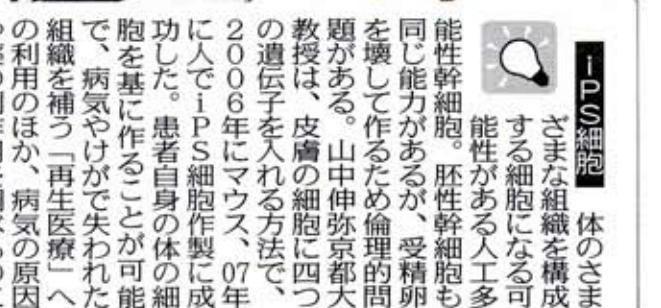 iPS細胞
体のさま
ざまな組織を構成
する細胞になる可
能性がある人工多
能性幹細胞。胚性幹細胞も
同じ能力があるが、受精卵
を壊して作るため倫理的問
題がある。山中伸弥京都大
教授は、皮膚の細胞に四つ
の遺伝子を入れる方法で、
2006年にマウス、07年
に人でiPS細胞作製に成
功した。患者自身の体の細
胞を基に作ることが可能
で、病気やけがで失われた
組織を補う「再生医療」へ
の利用のほか、病気の原因